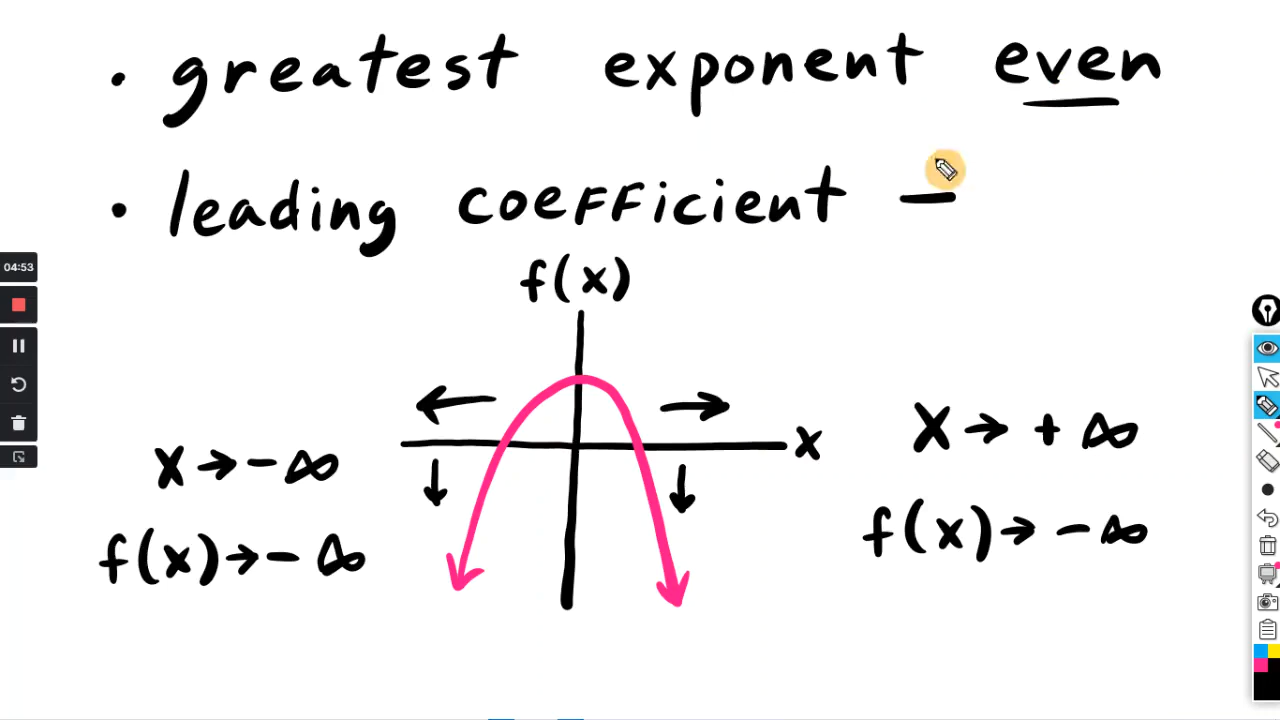 • greatest exponent even
• leading coefficient −
f(x)
04:53
x
x → −∞
f(x) → −∞
x → +∞
f(x) → −∞